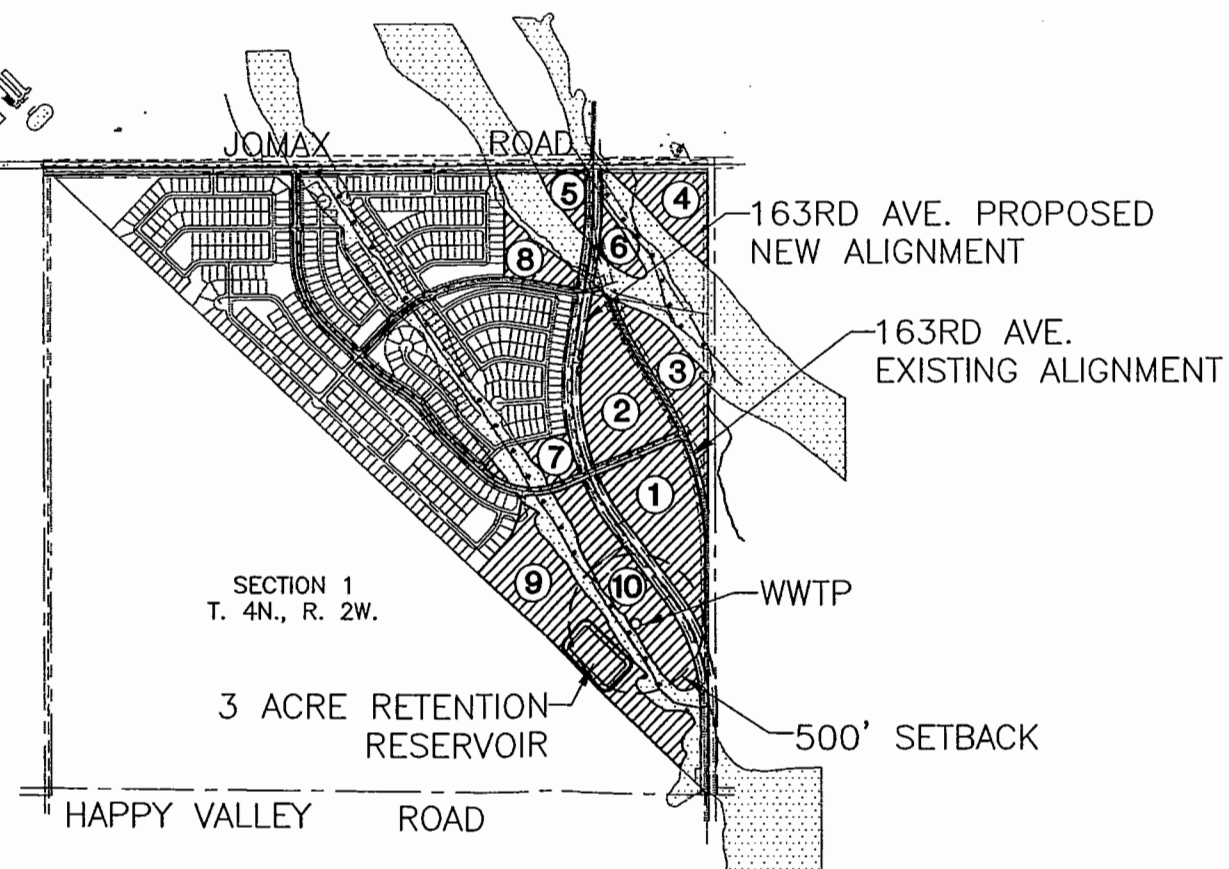 JOMAX ROAD
5
4
163RD AVE. PROPOSED
NEW ALIGNMENT
6
8
163RD AVE.
EXISTING ALIGNMENT
3
2
7
1
SECTION 1
T. 4N., R. 2W.
9
10
WWTP
3 ACRE RETENTION
RESERVOIR
500' SETBACK
HAPPY VALLEY ROAD